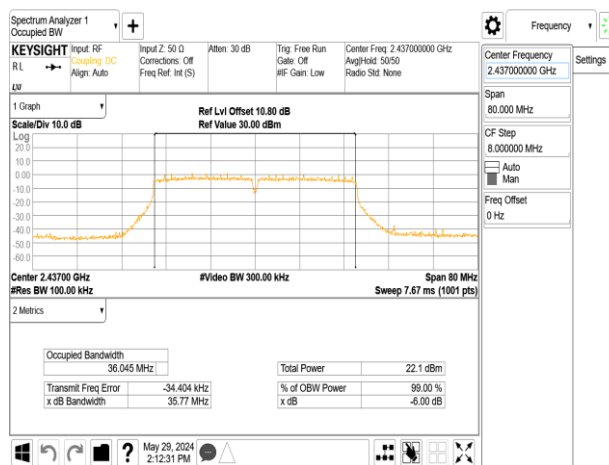 Spectrum Analyzer 1
Occupied BW
Frequency
KEYSIGHT
RL
LXI
Input: RF
Coupling: DC
Align: Auto
Input Z: 50 Ω
Corrections: Off
Freq Ref: Int (S)
Atten: 30 dB
Trig: Free Run
Gate: Off
#IF Gain: Low
Center Freq: 2.437000000 GHz
Avg|Hold: 50/50
Radio Std: None
Center Frequency
2.437000000 GHz
Settings
Span
80.000 MHz
CF Step
8.000000 MHz
Auto
Man
Freq Offset
0 Hz
1 Graph
Scale/Div 10.0 dB
Ref Lvl Offset 10.80 dB
Ref Value 30.00 dBm
Log
20.0
10.0
0.00
-10.0
-20.0
-30.0
-40.0
-50.0
-60.0
Center 2.43700 GHz
#Video BW 300.00 kHz
Span 80 MHz
#Res BW 100.00 kHz
Sweep 7.67 ms (1001 pts)
2 Metrics
Occupied Bandwidth
36.045 MHz
Total Power 22.1 dBm
Transmit Freq Error -34.404 kHz
% of OBW Power 99.00 %
x dB Bandwidth 35.77 MHz
x dB -6.00 dB
May 29, 2024
2:12:31 PM